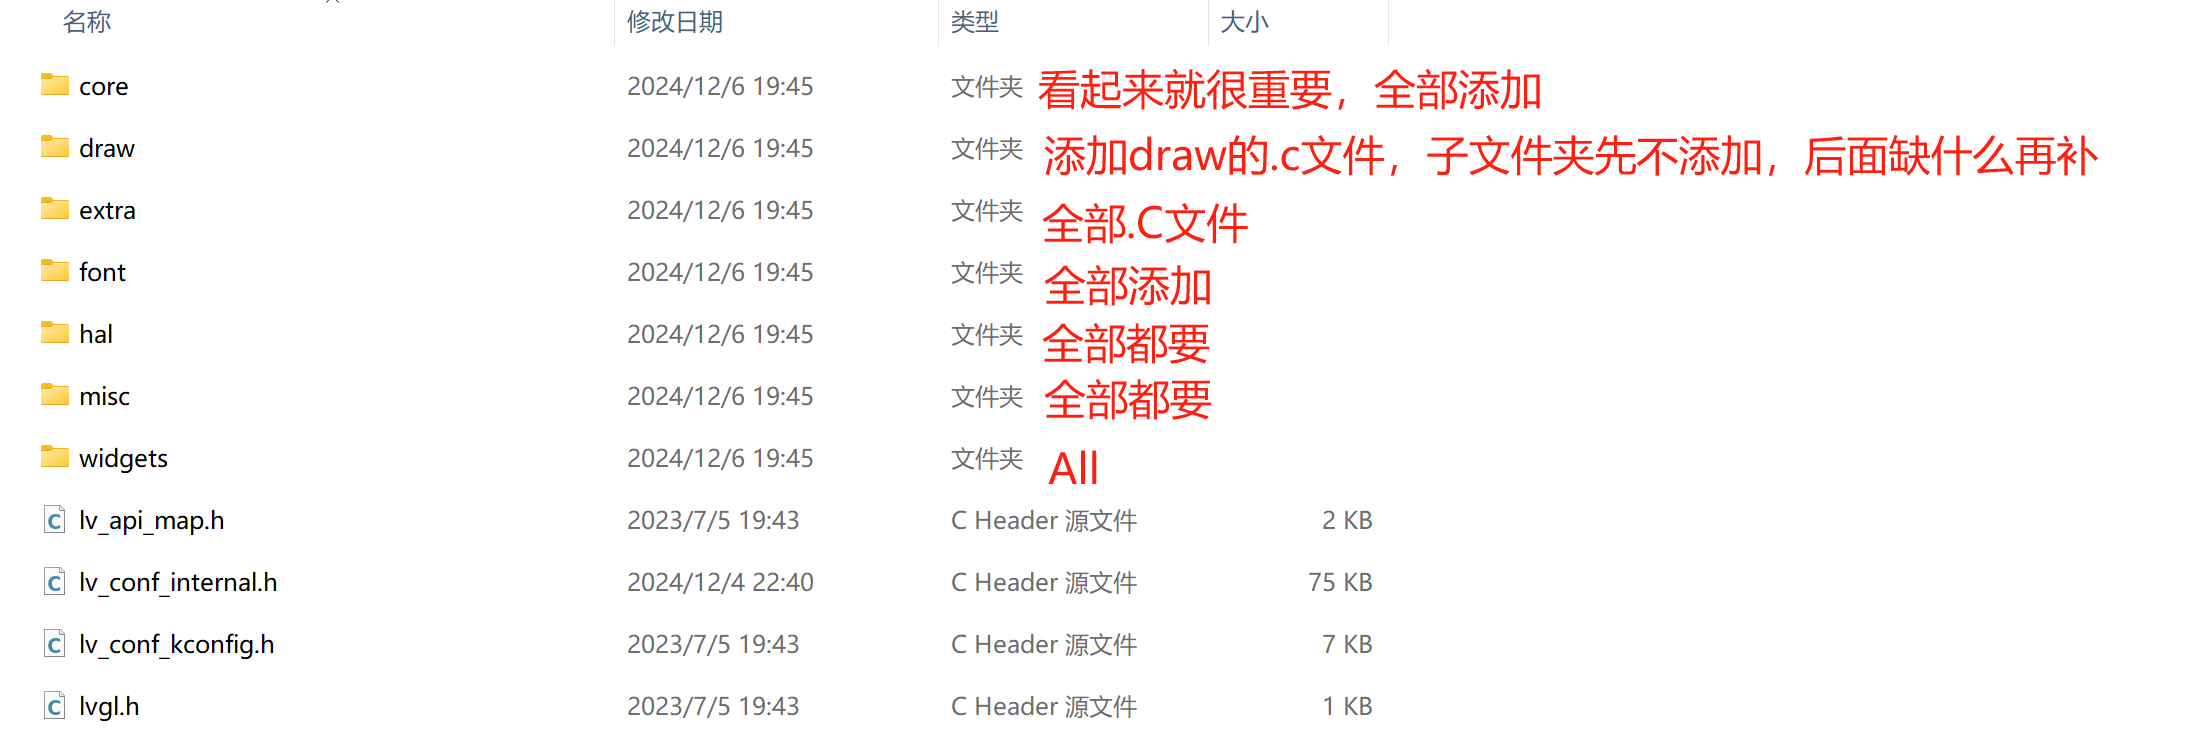 名称 修改日期 类型 大小
core 2024/12/6 19:45 文件夹 看起来就很重要，全部添加
draw 2024/12/6 19:45 文件夹 添加draw的.c文件，子文件夹先不添加，后面缺什么再补
extra 2024/12/6 19:45 文件夹 全部.C文件
font 2024/12/6 19:45 文件夹 全部添加
hal 2024/12/6 19:45 文件夹 全部都要
misc 2024/12/6 19:45 文件夹 全部都要
widgets 2024/12/6 19:45 文件夹 All
lv_api_map.h 2023/7/5 19:43 C Header 源文件 2 KB
lv_conf_internal.h 2024/12/4 22:40 C Header 源文件 75 KB
lv_conf_kconfig.h 2023/7/5 19:43 C Header 源文件 7 KB
lvgl.h 2023/7/5 19:43 C Header 源文件 1 KB